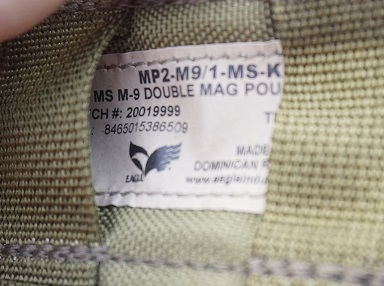 MP2-M9/1-MS-K
MS M-9 DOUBLE MAG POU
CH #: 20019999
8465015386509
MADE
EAGLE
DOMINICAN